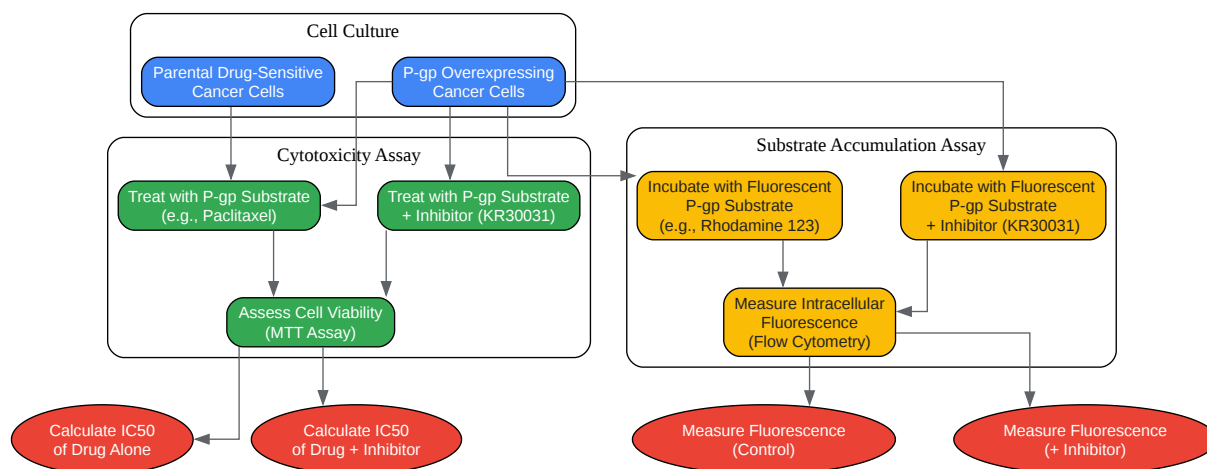 Cell Culture
Parental Drug-Sensitive
Cancer Cells
P-gp Overexpressing
Cancer Cells
Cytotoxicity Assay
Treat with P-gp Substrate
(e.g., Paclitaxel)
Treat with P-gp Substrate
+ Inhibitor (KR30031)
Assess Cell Viability
(MTT Assay)
Substrate Accumulation Assay
Incubate with Fluorescent
P-gp Substrate
(e.g., Rhodamine 123)
Incubate with Fluorescent
P-gp Substrate
+ Inhibitor (KR30031)
Measure Intracellular
Fluorescence
(Flow Cytometry)
Calculate IC50
of Drug Alone
Calculate IC50
of Drug + Inhibitor
Measure Fluorescence
(Control)
Measure Fluorescence
(+ Inhibitor)